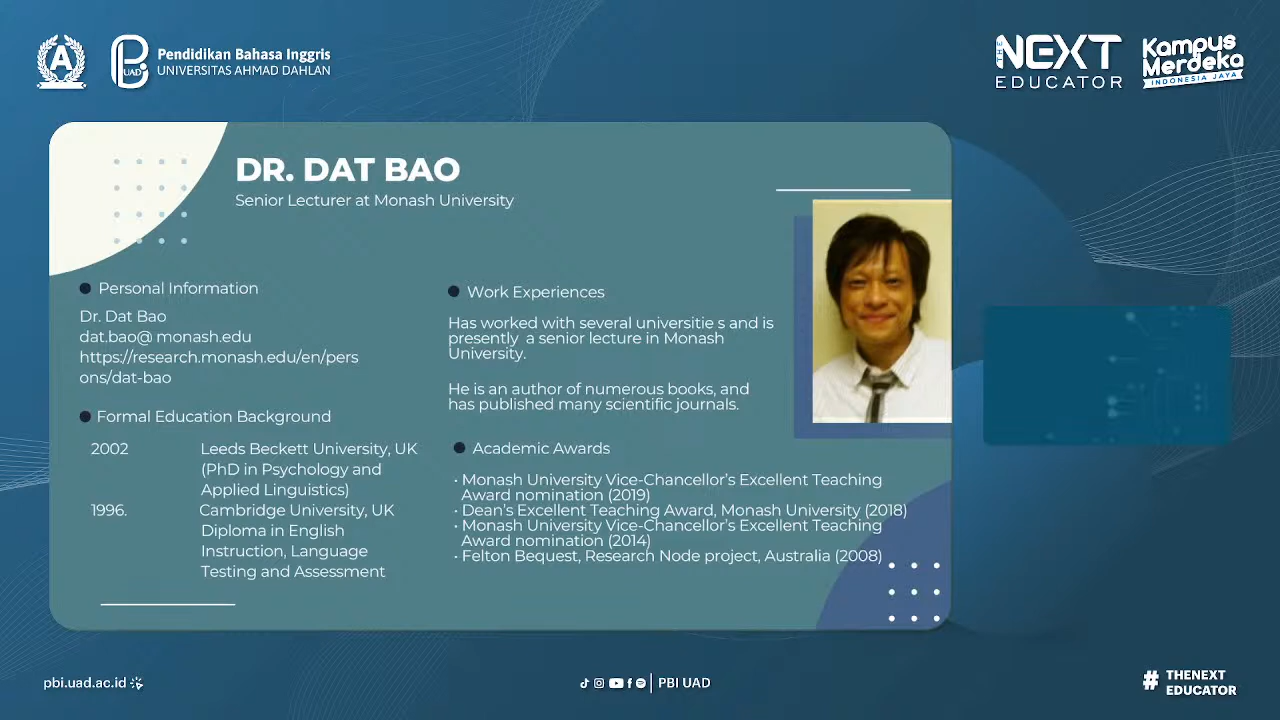 Pendidikan Bahasa Inggris
UNIVERSITAS AHMAD DAHLAN
UAD
THE NEXT
EDUCATOR
Kampus
Merdeka
INDONESIA JAYA
DR. DAT BAO
Senior Lecturer at Monash University
Personal Information
Dr. Dat Bao
dat.bao@ monash.edu
https://research.monash.edu/en/pers
ons/dat-bao
Formal Education Background
2002 Leeds Beckett University, UK
(PhD in Psychology and
Applied Linguistics)
1996. Cambridge University, UK
Diploma in English
Instruction, Language
Testing and Assessment
Work Experiences
Has worked with several universitie s and is
presently a senior lecture in Monash
University.
He is an author of numerous books, and
has published many scientific journals.
Academic Awards
· Monash University Vice-Chancellor's Excellent Teaching
Award nomination (2019)
· Dean's Excellent Teaching Award, Monash University (2018)
· Monash University Vice-Chancellor's Excellent Teaching
Award nomination (2014)
· Felton Bequest, Research Node project, Australia (2008)
pbi.uad.ac.id
PBI UAD
# THENEXT
EDUCATOR